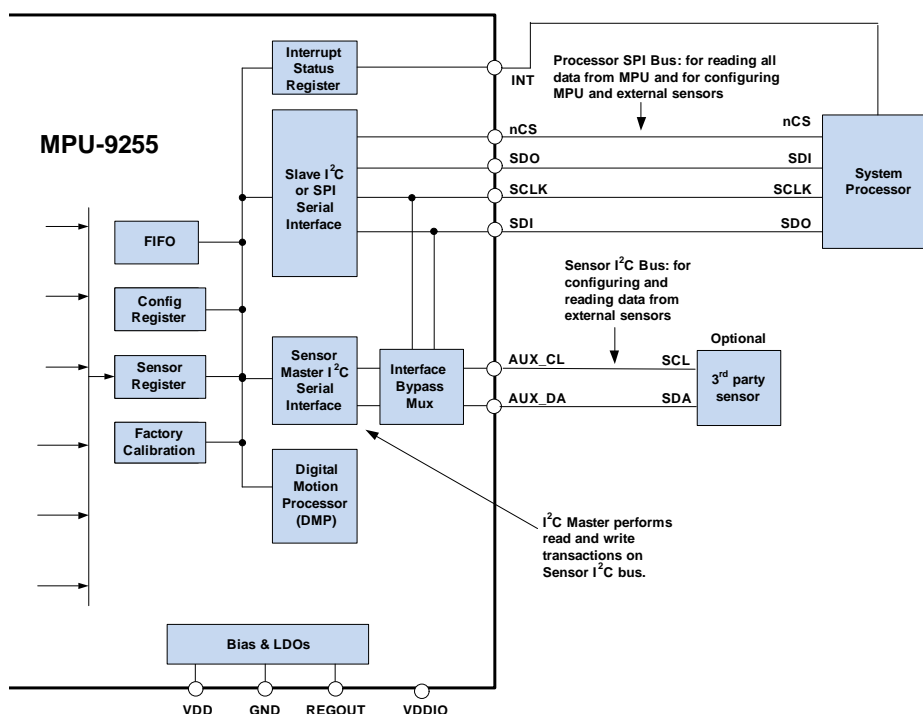 MPU-9255
Interrupt
Status
Register
INT
Processor SPI Bus: for reading all
data from MPU and for configuring
MPU and external sensors
Slave I²C
or SPI
Serial
Interface
nCS
nCS
SDO
SDI
SCLK
SCLK
SDI
SDO
System
Processor
FIFO
Config
Register
Sensor
Register
Factory
Calibration
Sensor
Master I²C
Serial
Interface
Interface
Bypass
Mux
Sensor I²C Bus: for
configuring and
reading data from
external sensors
AUX_CL
SCL
AUX_DA
SDA
Optional
3rd party
sensor
Digital
Motion
Processor
(DMP)
I²C Master performs
read and write
transactions on
Sensor I²C bus.
Bias & LDOs
VDD
GND
REGOUT
VDDIO